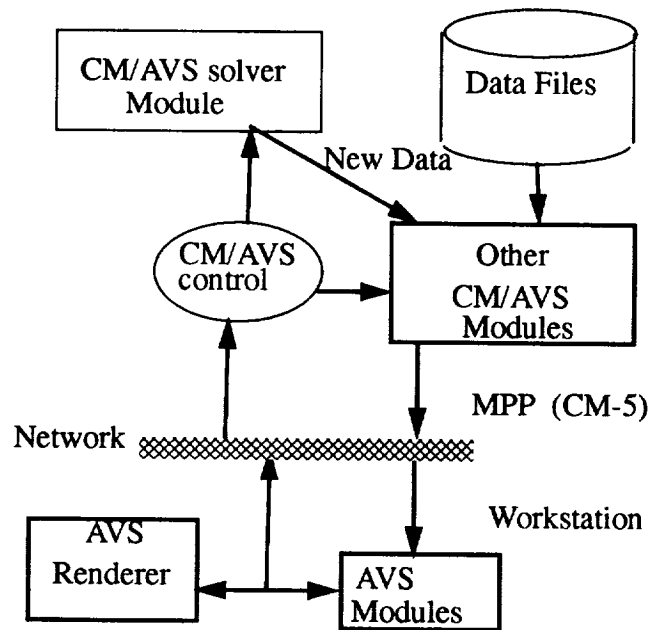 CM/AVS solver
Module
Data Files
New Data
CM/AVS
control
Other
CM/AVS
Modules
MPP (CM-5)
Network
Workstation
AVS
Renderer
AVS
Modules